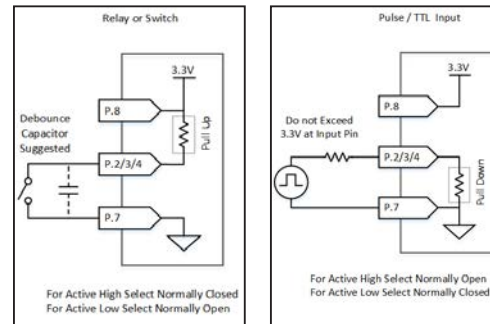 Relay or Switch
3.3V
P.8
Pull Up
Debounce
Capacitor
Suggested
P.2/3/4
P.7
For Active High Select Normally Closed
For Active Low Select Normally Open
Pulse / TTL Input
3.3V
P.8
Do not Exceed
3.3V at Input Pin
P.2/3/4
Pull Down
P.7
For Active High Select Normally Open
For Active Low Select Normally Closed